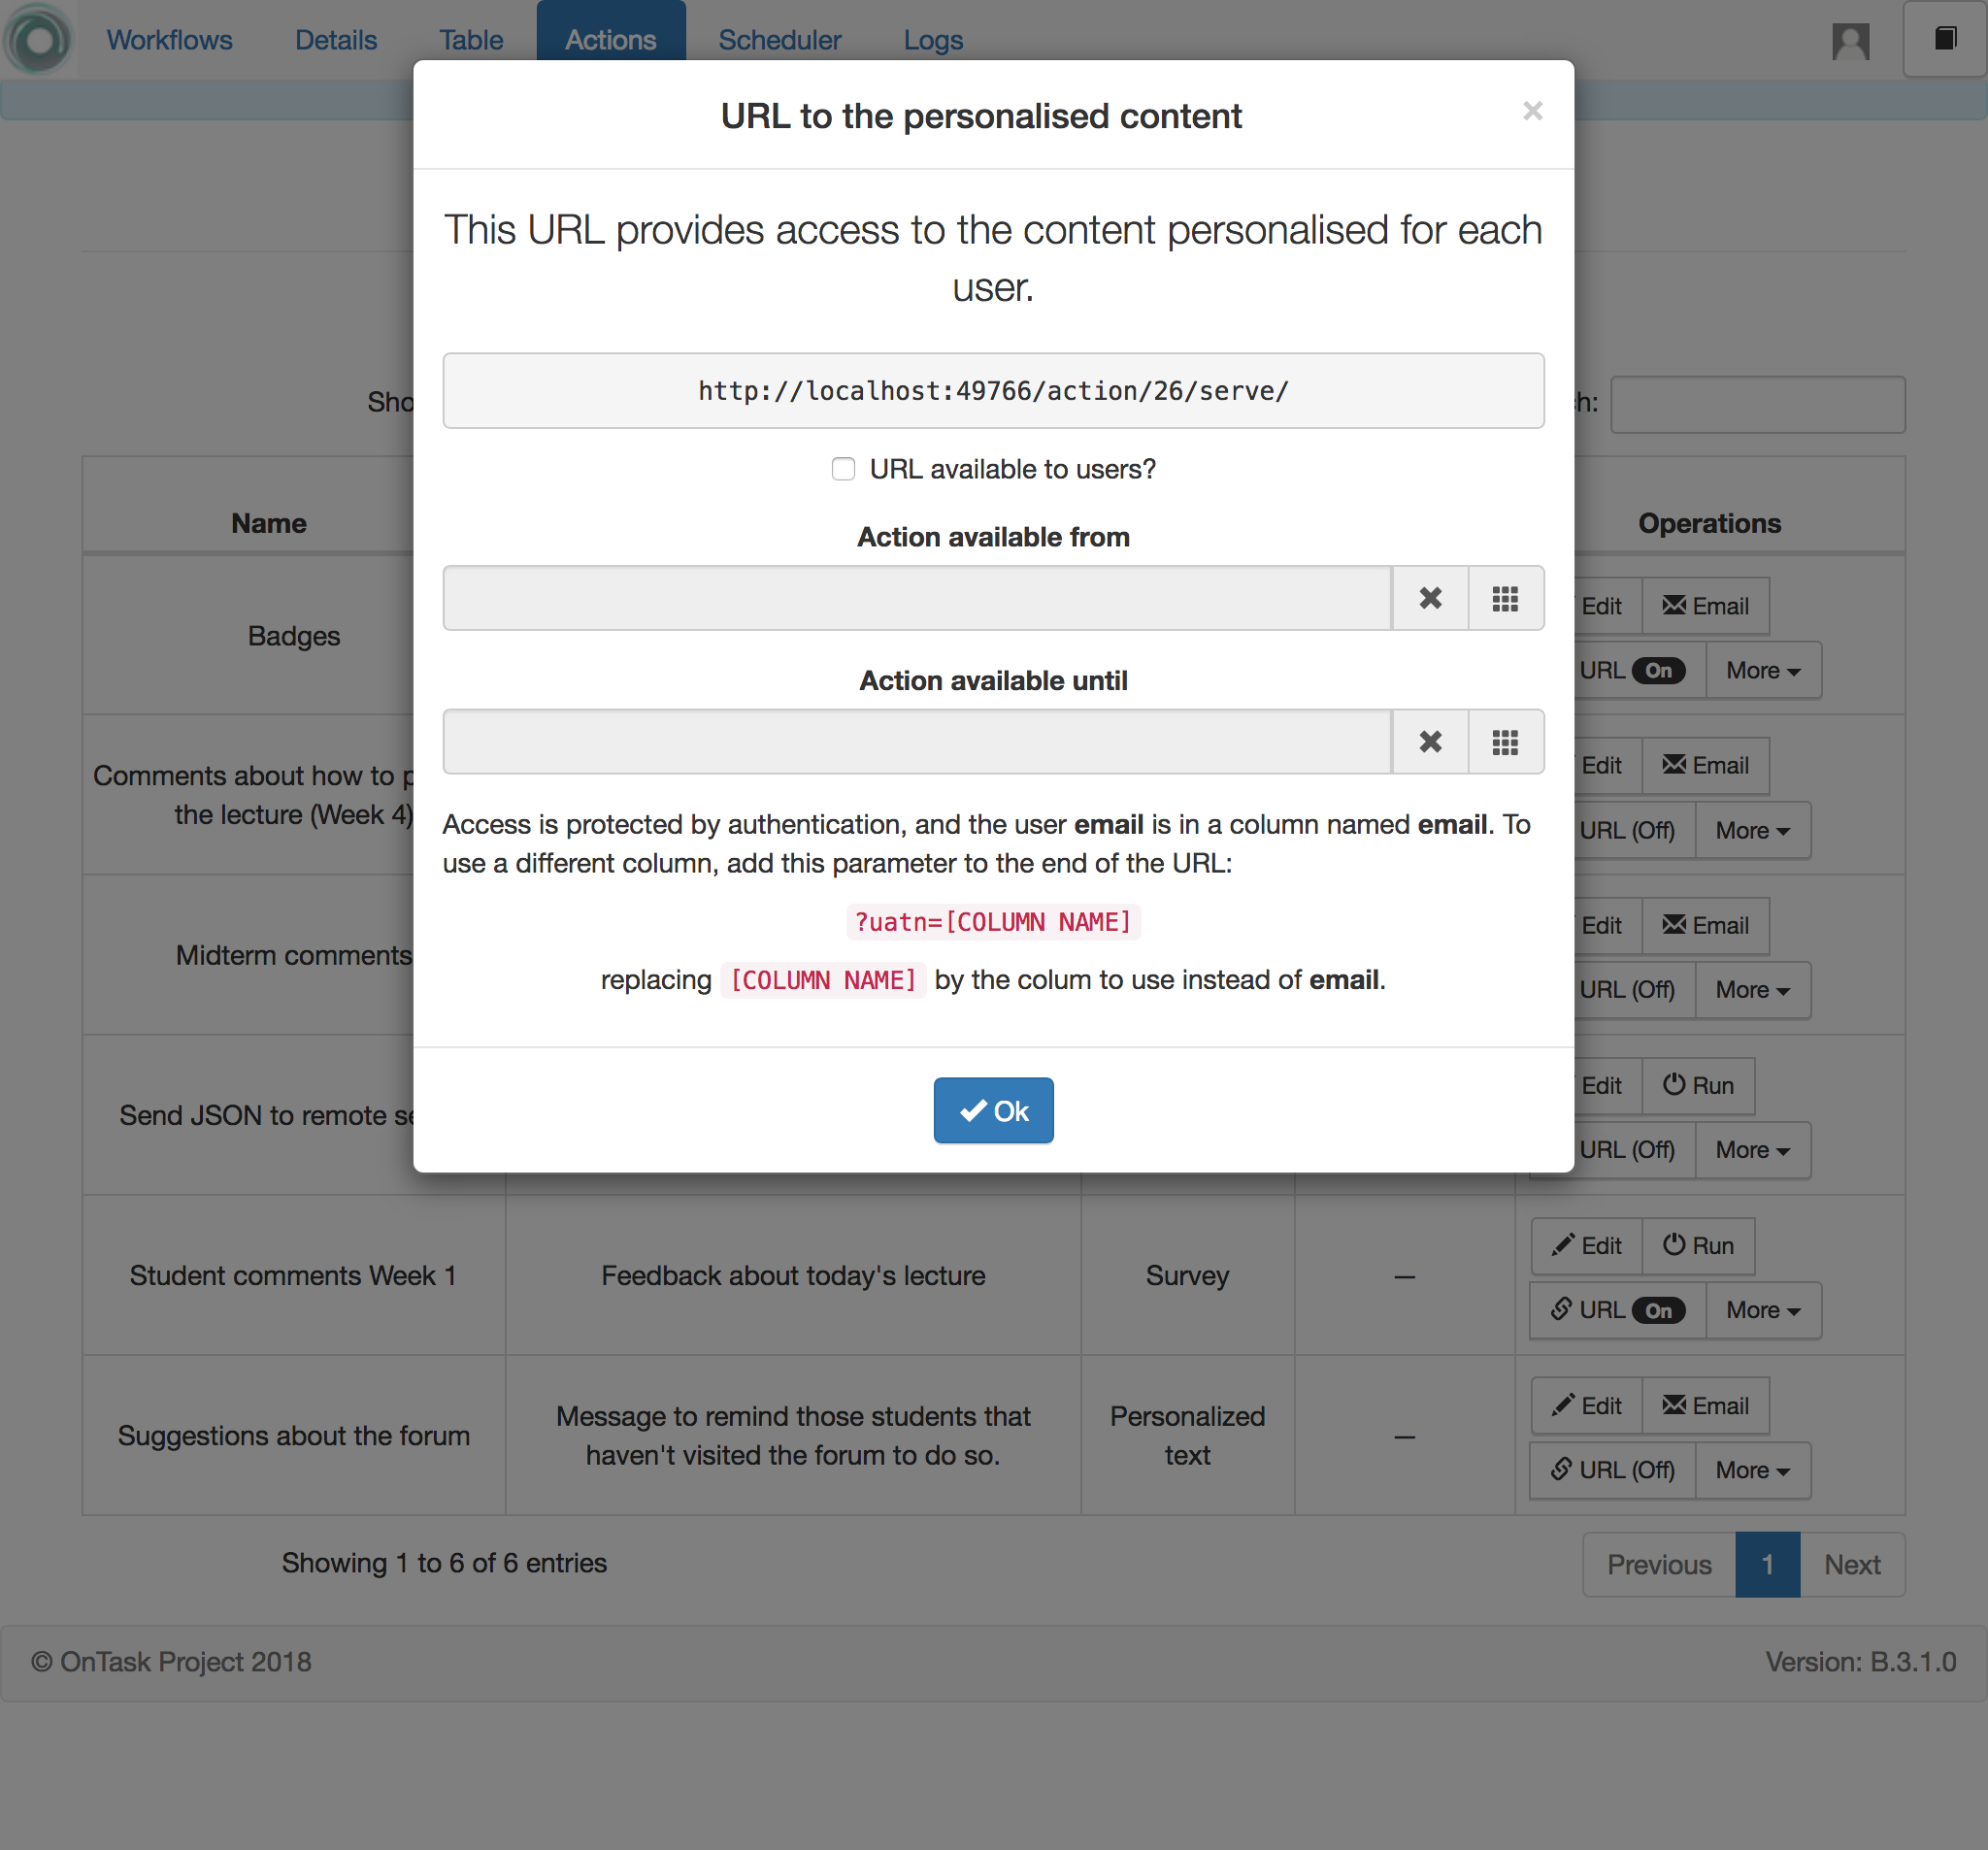 Workflows Details Table Actions Scheduler Logs
URL to the personalised content ×
This URL provides access to the content personalised for each
user.
http://localhost:49766/action/26/serve/
URL available to users?
Action available from
Action available until
Access is protected by authentication, and the user email is in a column named email. To
use a different column, add this parameter to the end of the URL:
?uatn=[COLUMN NAME]
replacing [COLUMN NAME] by the colum to use instead of email.
Ok
Name Operations
Badges Edit Email
URL On More
Comments about how to
the lecture (Week 4) Edit Email
URL (Off) More
Midterm comments Edit Email
URL (Off) More
Send JSON to remote Edit Run
URL (Off) More
Student comments Week 1 Feedback about today's lecture Survey — Edit Run
URL On More
Suggestions about the forum Message to remind those students that
haven't visited the forum to do so. Personalized
text — Edit Email
URL (Off) More
Showing 1 to 6 of 6 entries Previous 1 Next
© OnTask Project 2018 Version: B.3.1.0